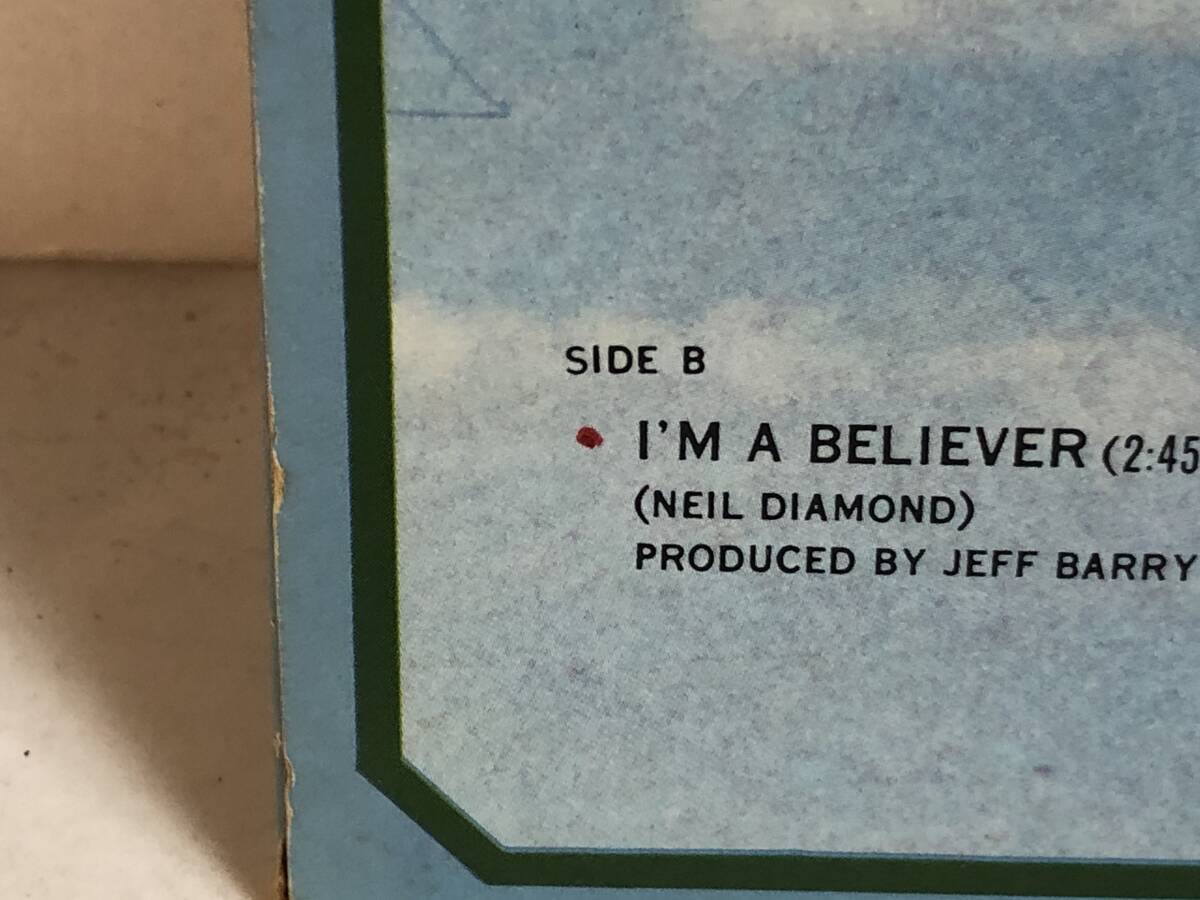 SIDE B
• I'M A BELIEVER (2:45
(NEIL DIAMOND)
PRODUCED BY JEFF BARRY